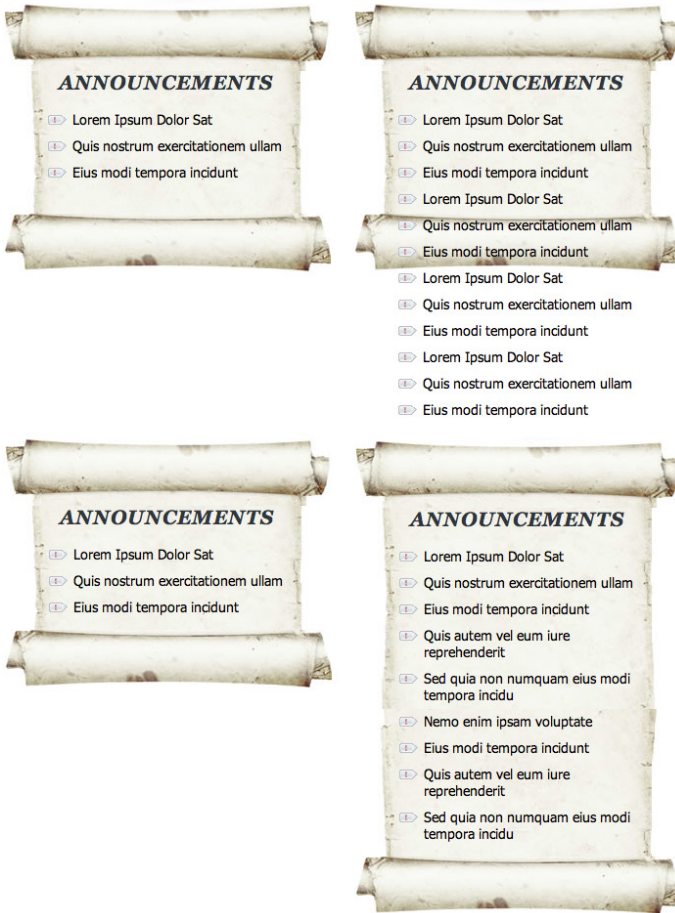 ANNOUNCEMENTS
Lorem Ipsum Dolor Sat
Quis nostrum exercitationem ullam
Eius modi tempora incidunt
ANNOUNCEMENTS
Lorem Ipsum Dolor Sat
Quis nostrum exercitationem ullam
Eius modi tempora incidunt
Lorem Ipsum Dolor Sat
Quis nostrum exercitationem ullam
Eius modi tempora incidunt
Lorem Ipsum Dolor Sat
Quis nostrum exercitationem ullam
Eius modi tempora incidunt
Lorem Ipsum Dolor Sat
Quis nostrum exercitationem ullam
Eius modi tempora incidunt
ANNOUNCEMENTS
Lorem Ipsum Dolor Sat
Quis nostrum exercitationem ullam
Eius modi tempora incidunt
ANNOUNCEMENTS
Lorem Ipsum Dolor Sat
Quis nostrum exercitationem ullam
Eius modi tempora incidunt
Quis autem vel eum iure
reprehenderit
Sed quia non numquam eius modi
tempora incidu
Nemo enim ipsam voluptate
Eius modi tempora incidunt
Quis autem vel eum iure
reprehenderit
Sed quia non numquam eius modi
tempora incidu